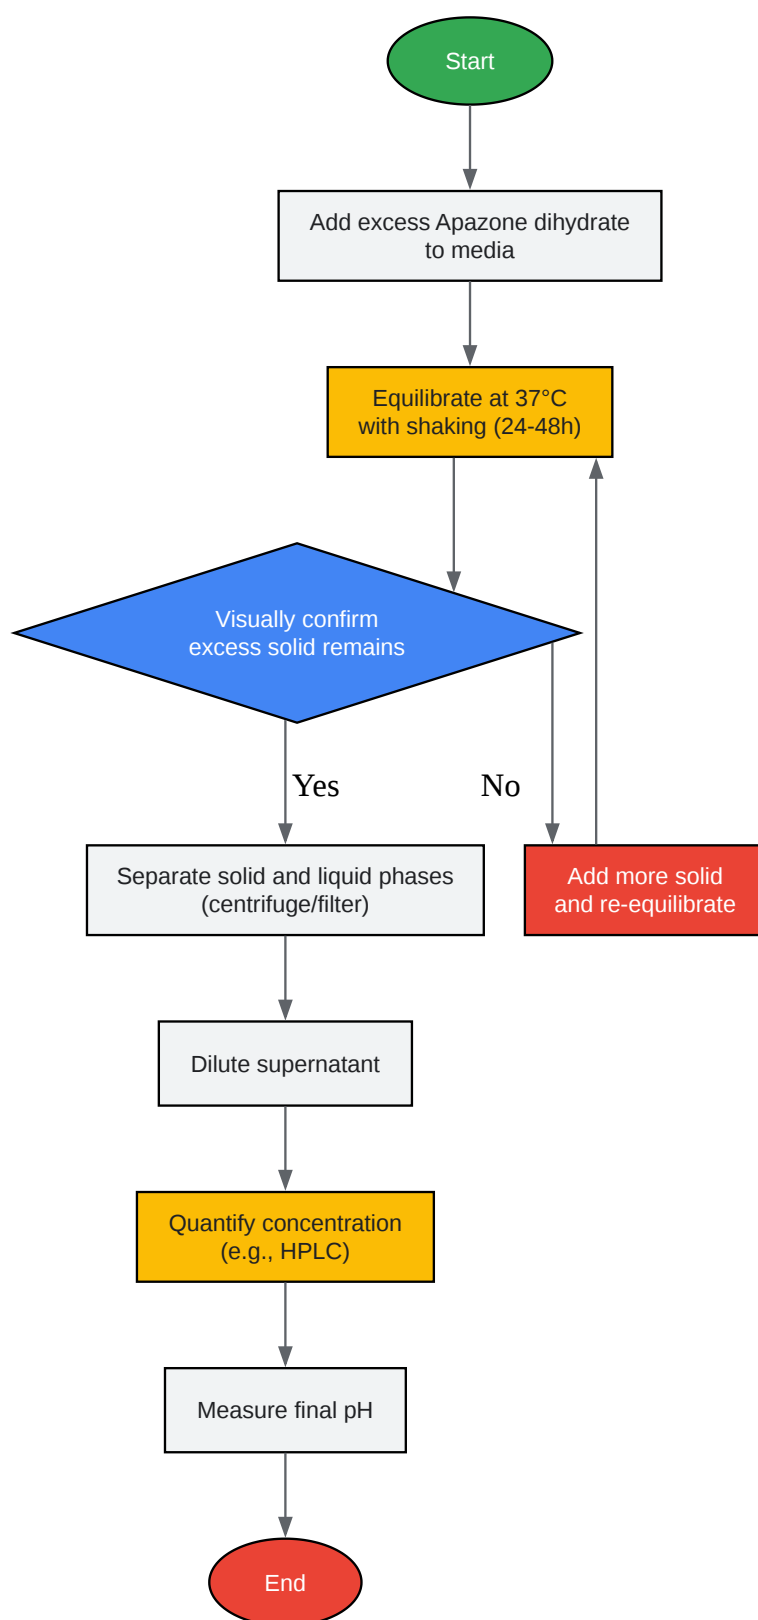 Start
Add excess Apazone dihydrate
to media
Equilibrate at 37°C
with shaking (24-48h)
Visually confirm
excess solid remains
Yes
No
Separate solid and liquid phases
(centrifuge/filter)
Add more solid
and re-equilibrate
Dilute supernatant
Quantify concentration
(e.g., HPLC)
Measure final pH
End